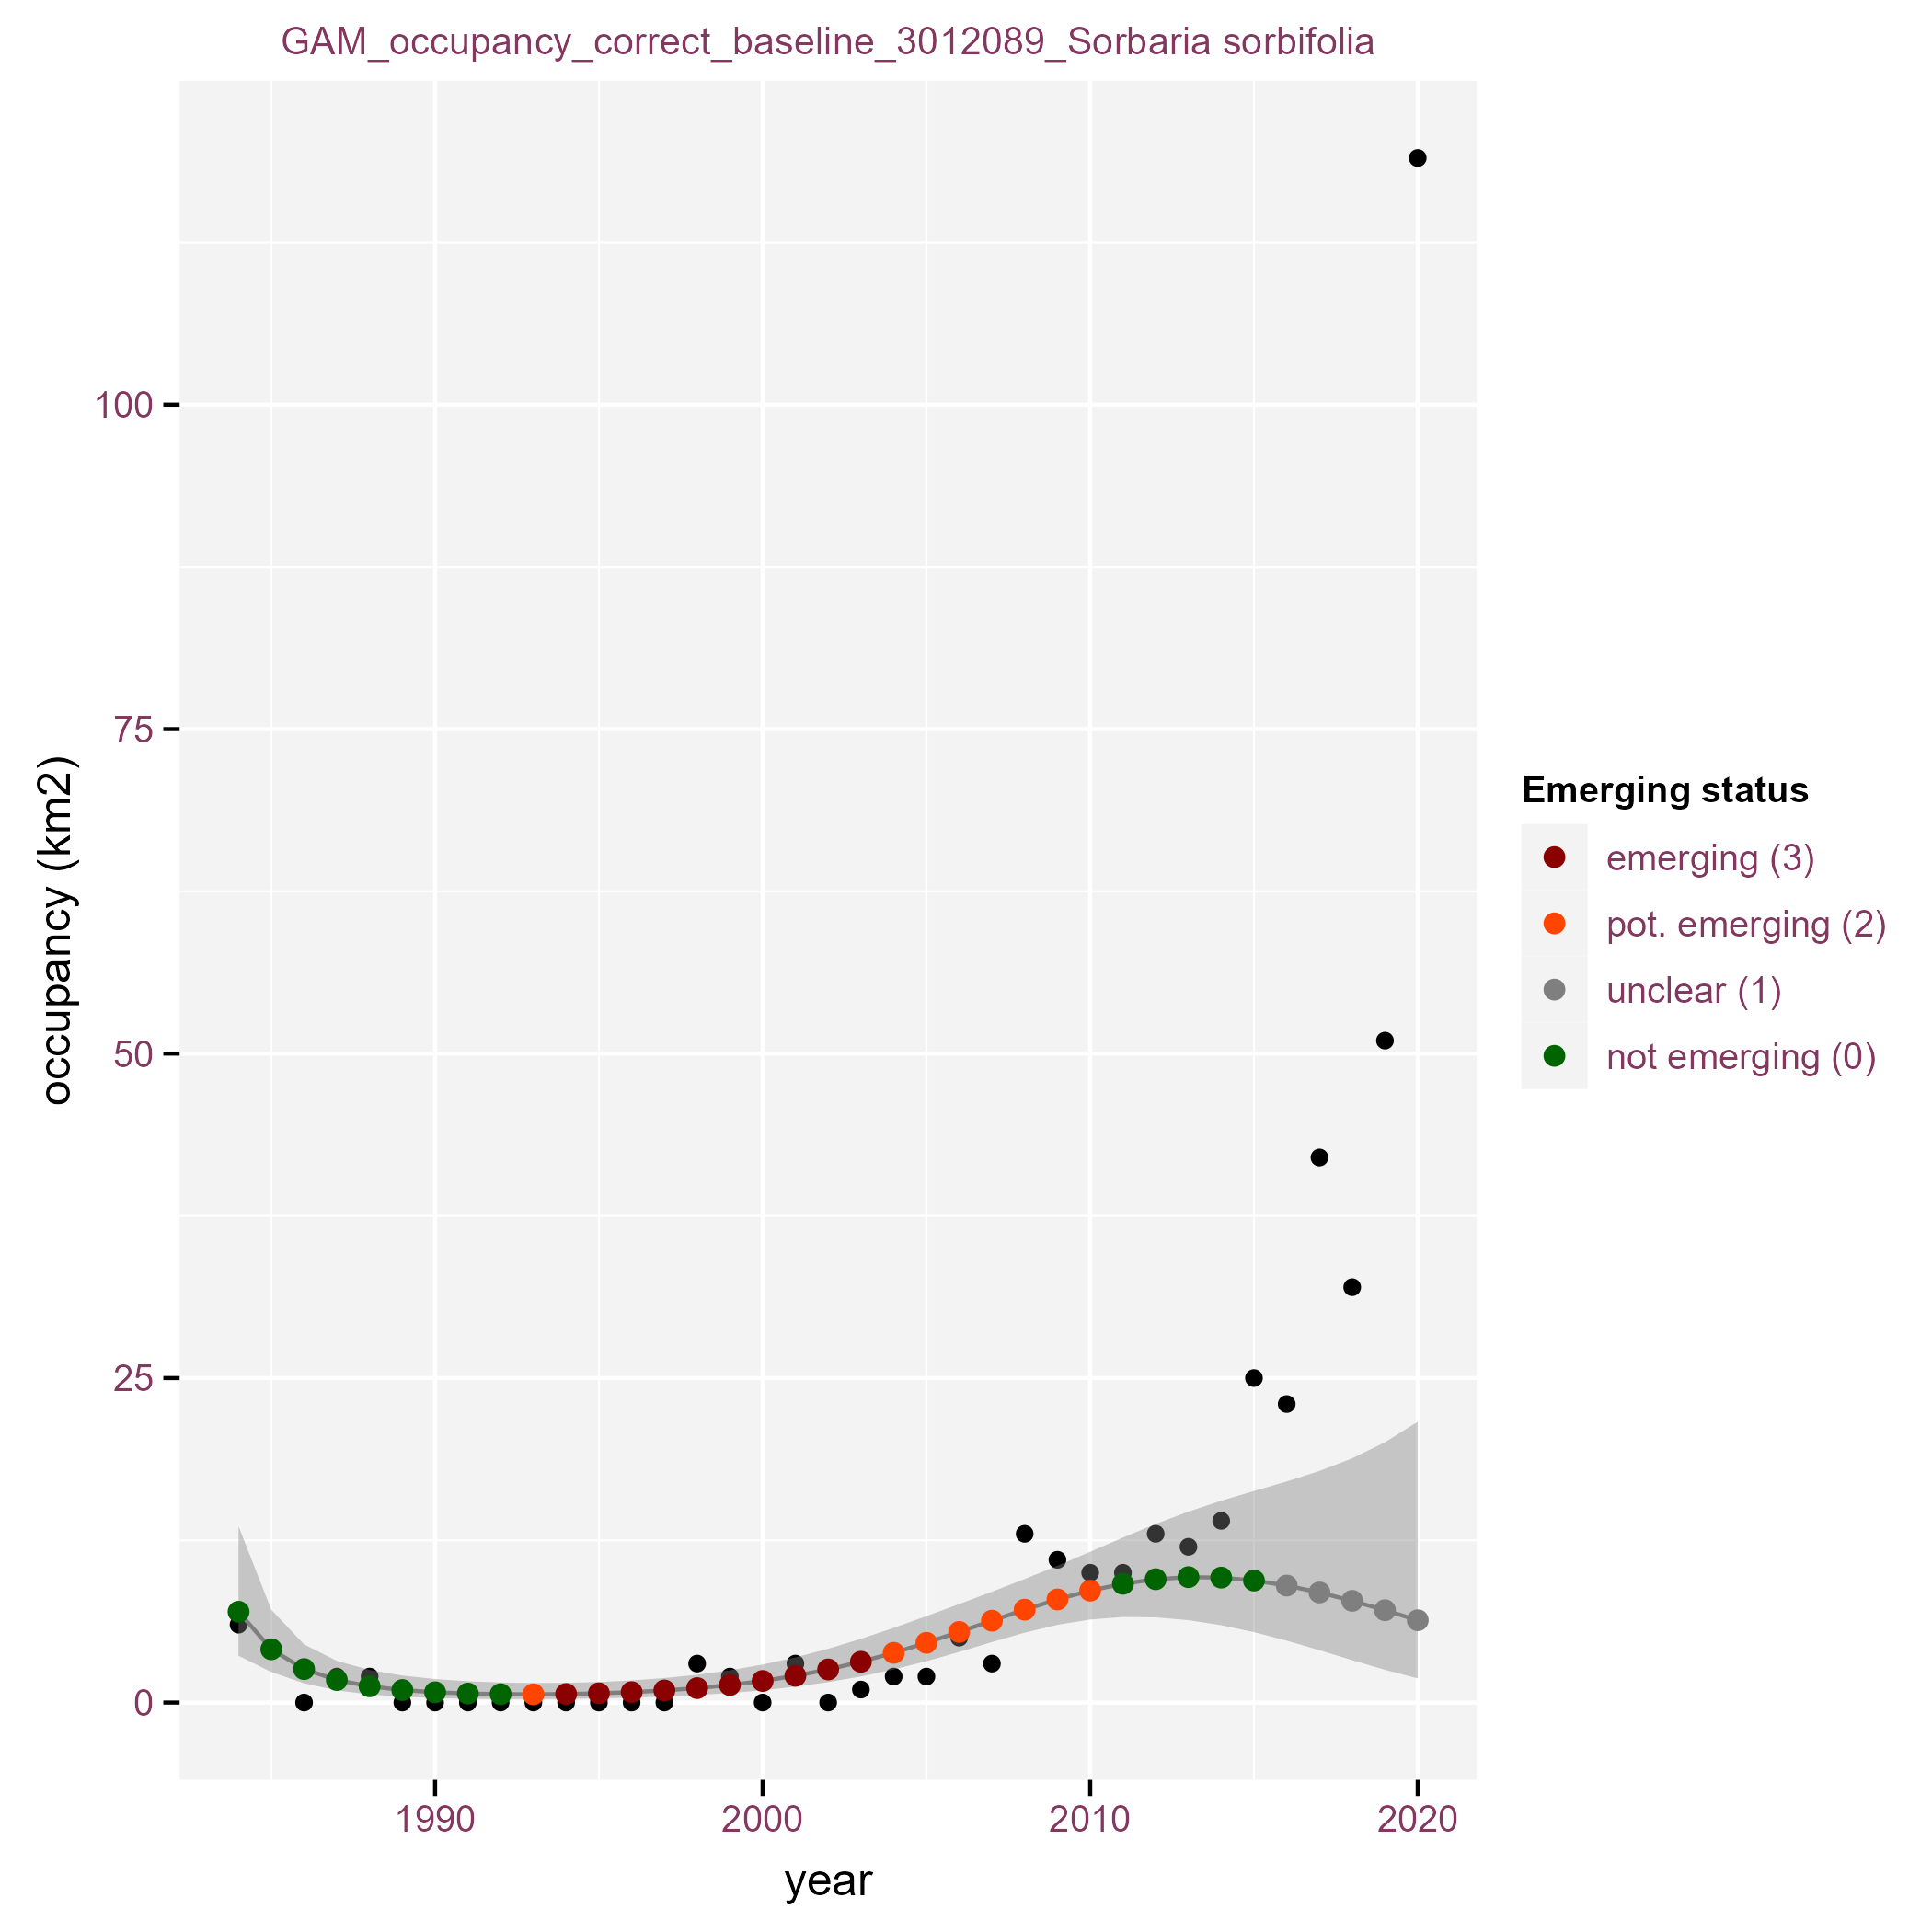 GAM_occupancy_correct_baseline_3012089_Sorbaria sorbifolia
100
75
50
25
0
occupancy (km2)
1990
2000
2010
2020
year
Emerging status
emerging (3)
pot. emerging (2)
unclear (1)
not emerging (0)